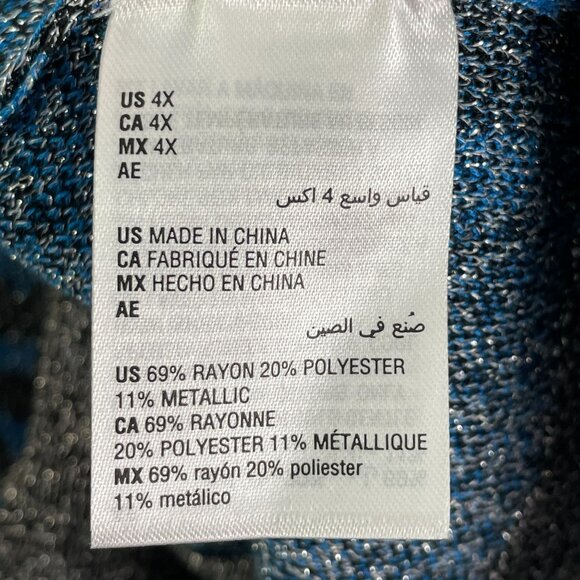 US 4X
CA 4X
MX 4X
AE
قياس واسع 4 اكس
US MADE IN CHINA
CA FABRIQUÉ EN CHINE
MX HECHO EN CHINA
AE
صُنع في الصين
US 69% RAYON 20% POLYESTER
11% METALLIC
CA 69% RAYONNE
20% POLYESTER 11% MÉTALLIQUE
MX 69% rayón 20% poliester
11% metálico